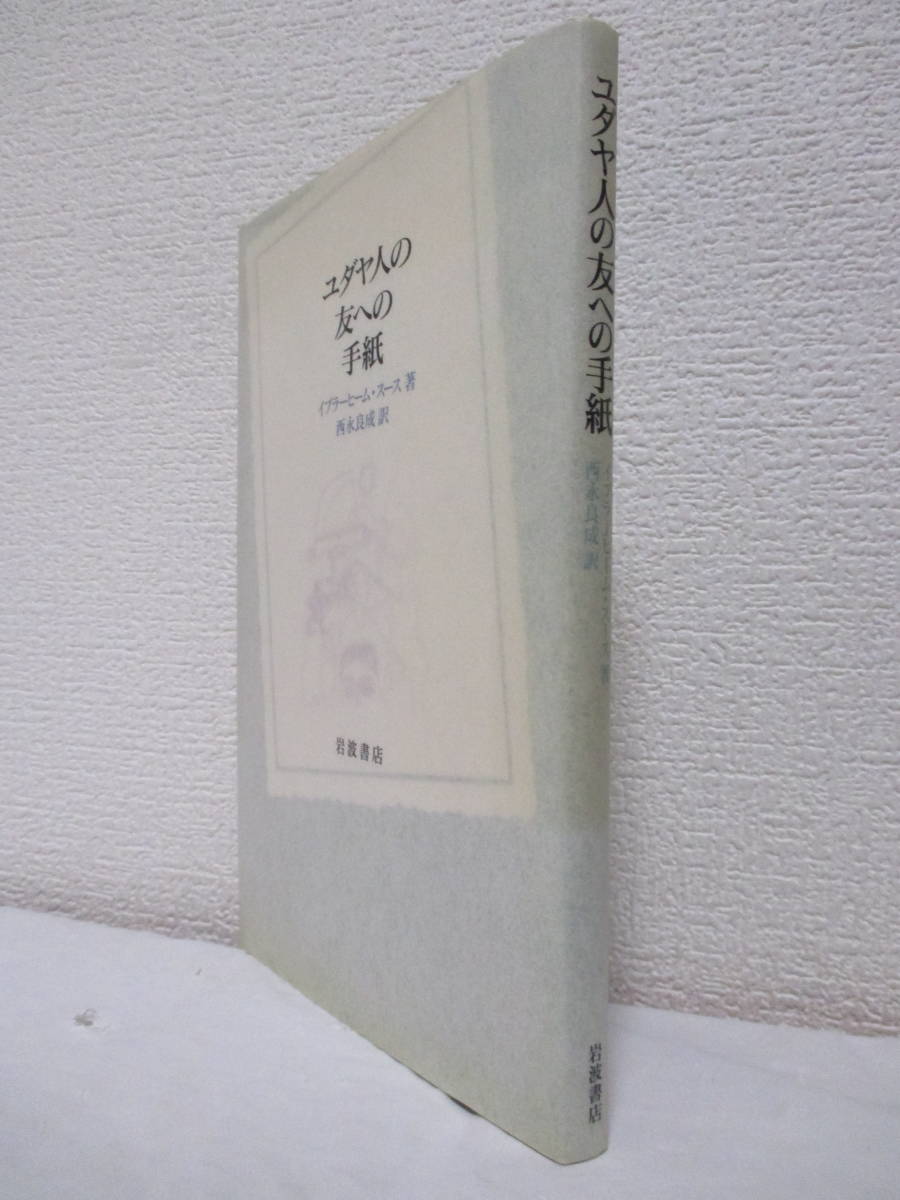 ユダヤ人の
友への
手紙
イブラーヒーム・スース 著
西永良成 訳
岩波書店
ユダヤ人の友への手紙
西永良成 訳
岩波書店